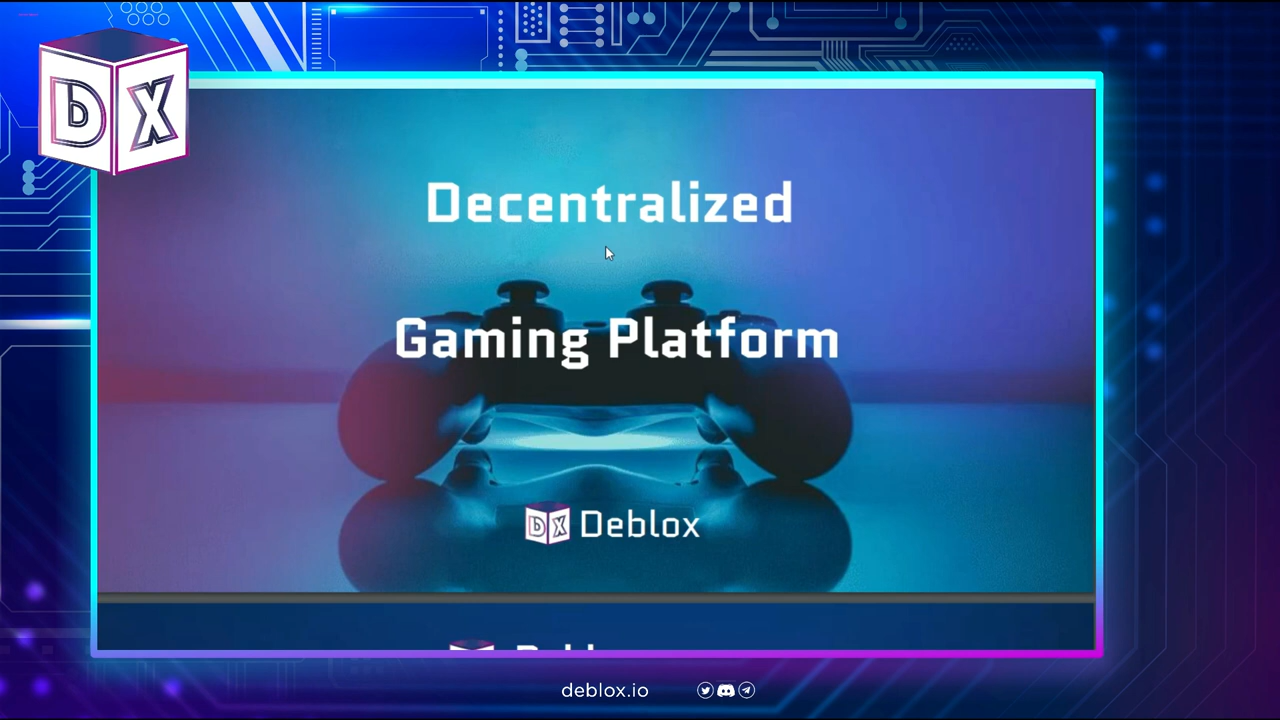 DX
Decentralized
Gaming Platform
DX Deblox
deblox.io